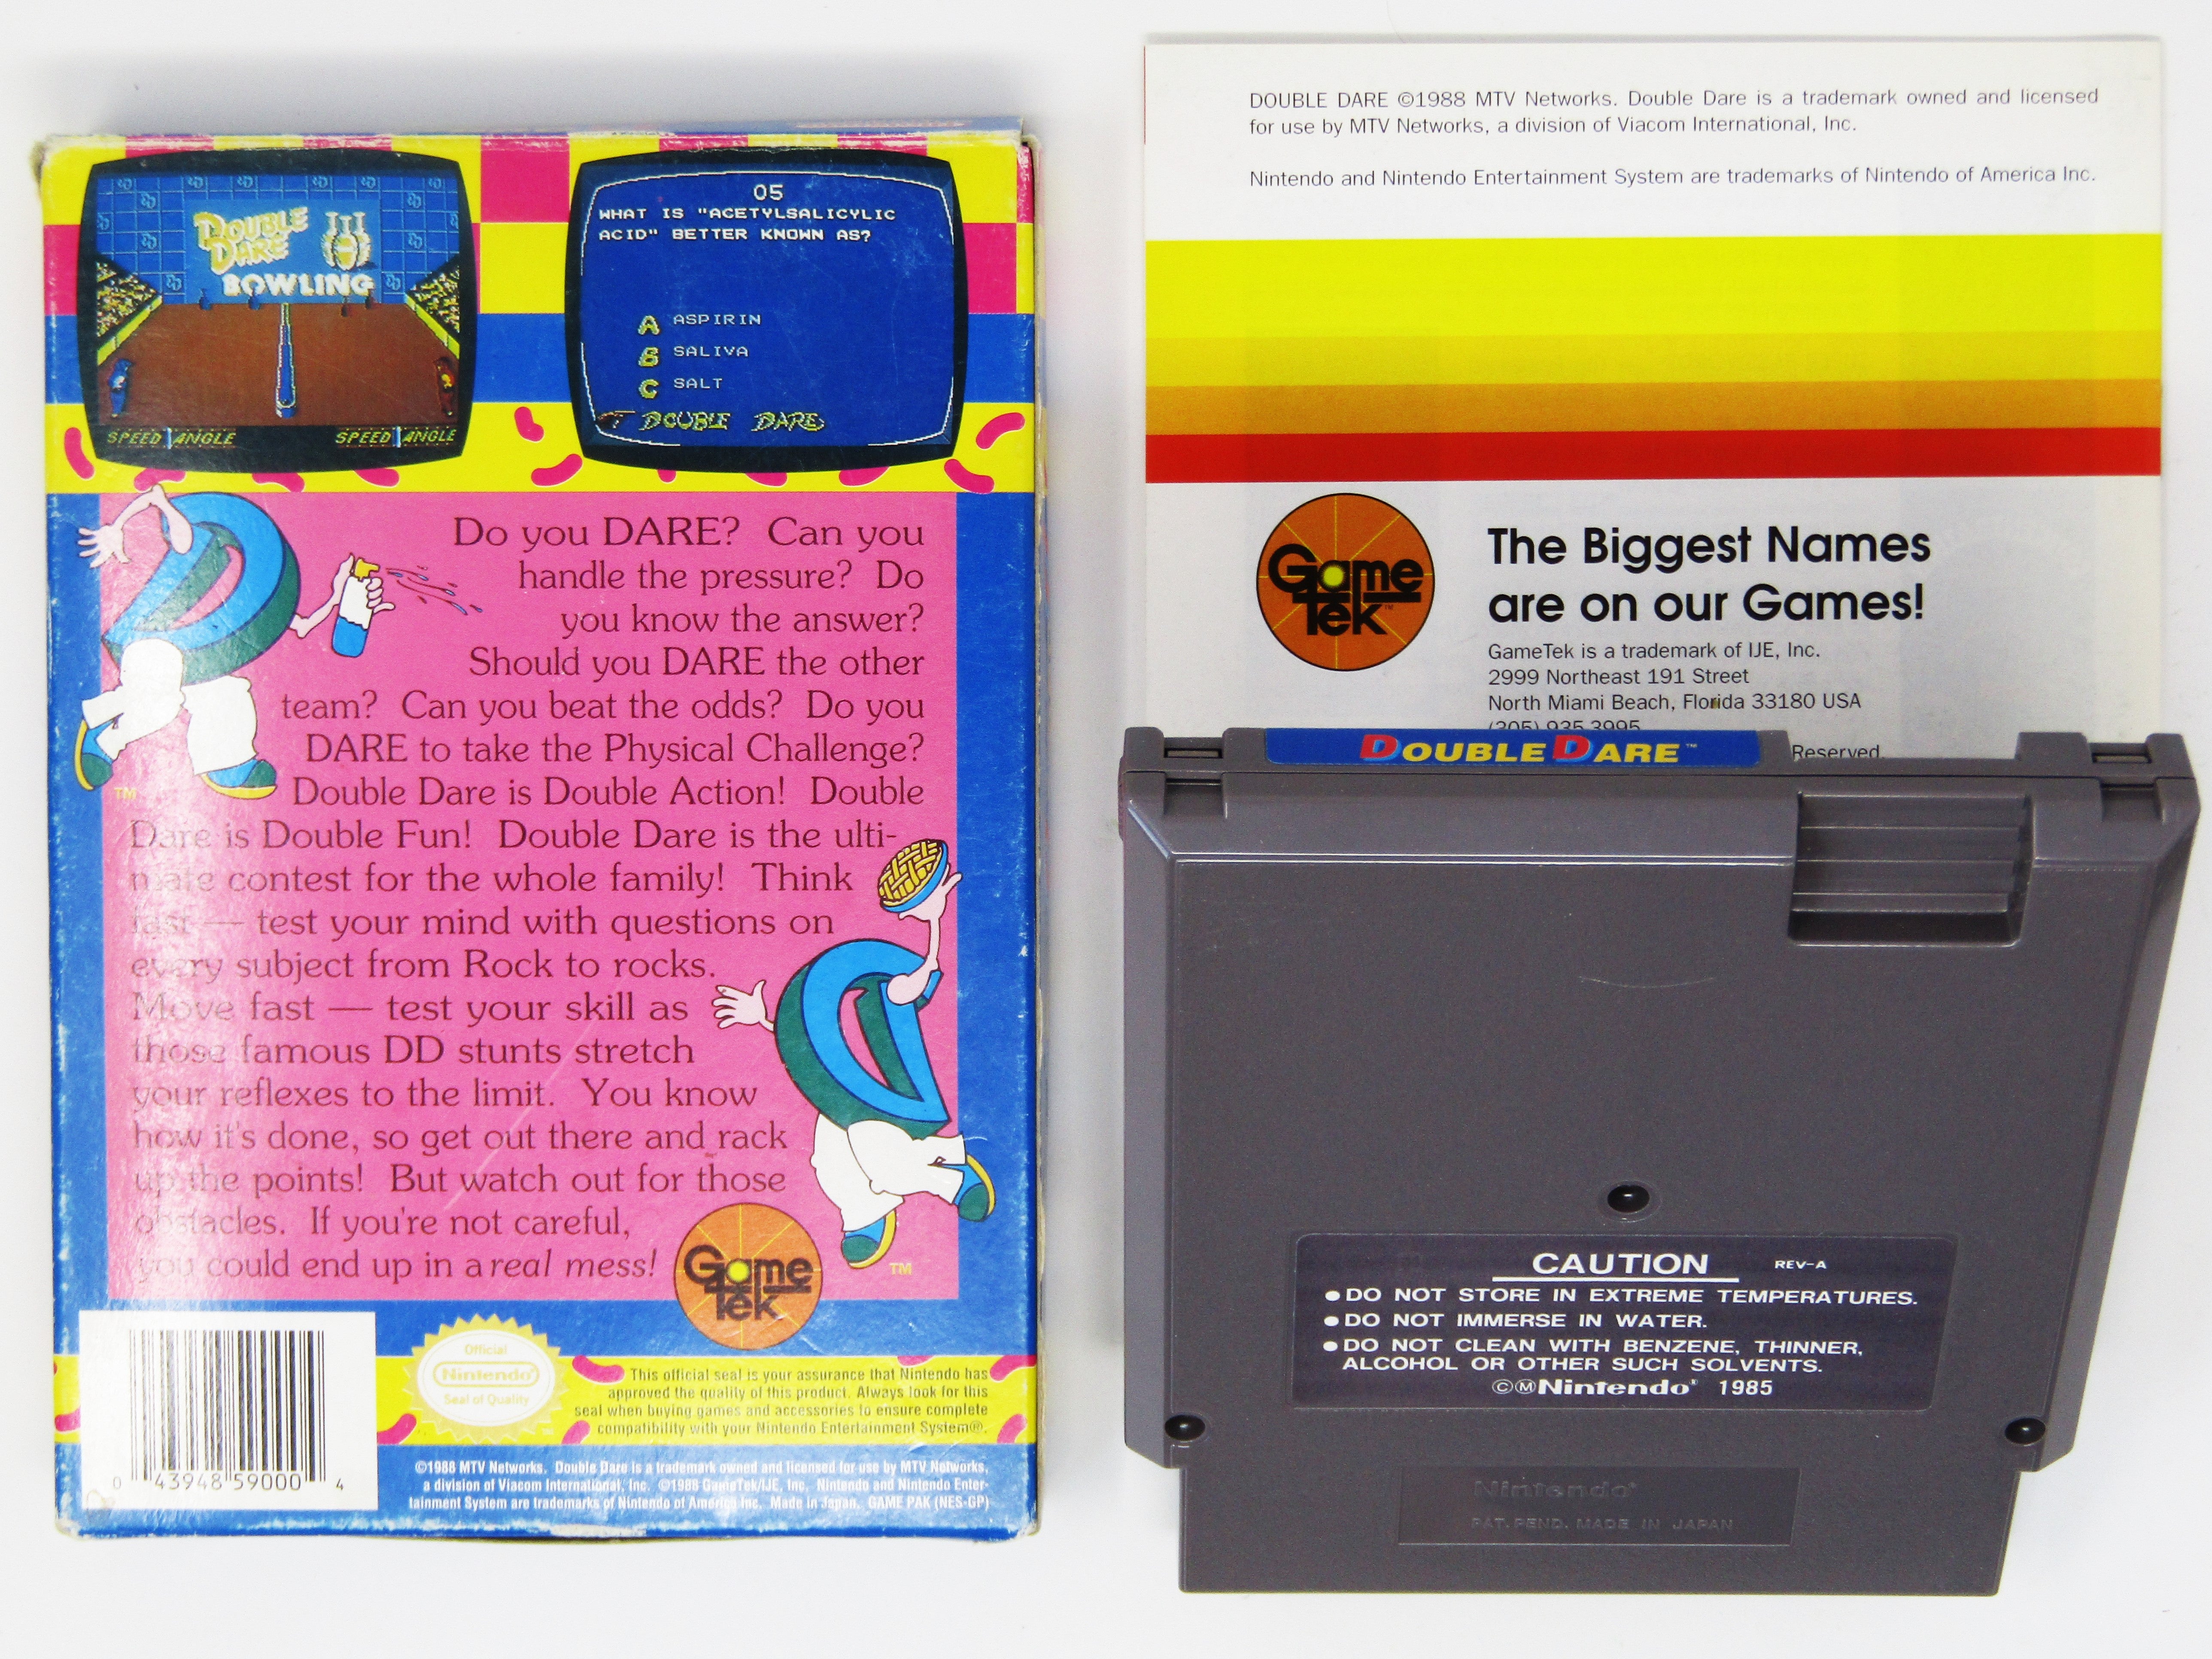 DOUBLE
DARE
BOWLING
SPEED ANGLE
SPEED ANGLE
05
WHAT IS "ACETYLSALICYLIC
ACID" BETTER KNOWN AS?
A ASPIRIN
B SALIVA
C SALT
DOUBLE DARE
Do you DARE? Can you
handle the pressure? Do
you know the answer?
Should you DARE the other
team? Can you beat the odds? Do you
DARE to take the Physical Challenge?
Double Dare is Double Action! Double
Dare is Double Fun! Double Dare is the ulti-
mate contest for the whole family! Think
fast — test your mind with questions on
every subject from Rock to rocks.
Move fast — test your skill as
those famous DD stunts stretch
your reflexes to the limit. You know
how it's done, so get out there and rack
up the points! But watch out for those
obstacles. If you're not careful,
you could end up in a real mess!
TM
TM
GameTek
0 43948 59000 4
Official
Nintendo
Seal of Quality
This official seal is your assurance that Nintendo has
approved the quality of this product. Always look for this
seal when buying games and accessories to ensure complete
compatibility with your Nintendo Entertainment System®.
©1988 MTV Networks. Double Dare is a trademark owned and licensed for use by MTV Networks,
a division of Viacom International, Inc. ©1988 GameTek/IJE, Inc. Nintendo and Nintendo Enter-
tainment System are trademarks of Nintendo of America Inc. Made in Japan. GAME PAK (NES-GP)
DOUBLE DARE ©1988 MTV Networks. Double Dare is a trademark owned and licensed
for use by MTV Networks, a division of Viacom International, Inc.
Nintendo and Nintendo Entertainment System are trademarks of Nintendo of America Inc.
GameTek™
The Biggest Names
are on our Games!
GameTek is a trademark of IJE, Inc.
2999 Northeast 191 Street
North Miami Beach, Florida 33180 USA
(305) 935-3995
Reserved.
DOUBLE DARE™
CAUTION REV-A
●DO NOT STORE IN EXTREME TEMPERATURES.
●DO NOT IMMERSE IN WATER.
●DO NOT CLEAN WITH BENZENE, THINNER,
ALCOHOL OR OTHER SUCH SOLVENTS.
©ⓂNintendo® 1985
Nintendo®
PAT. PEND. MADE IN JAPAN